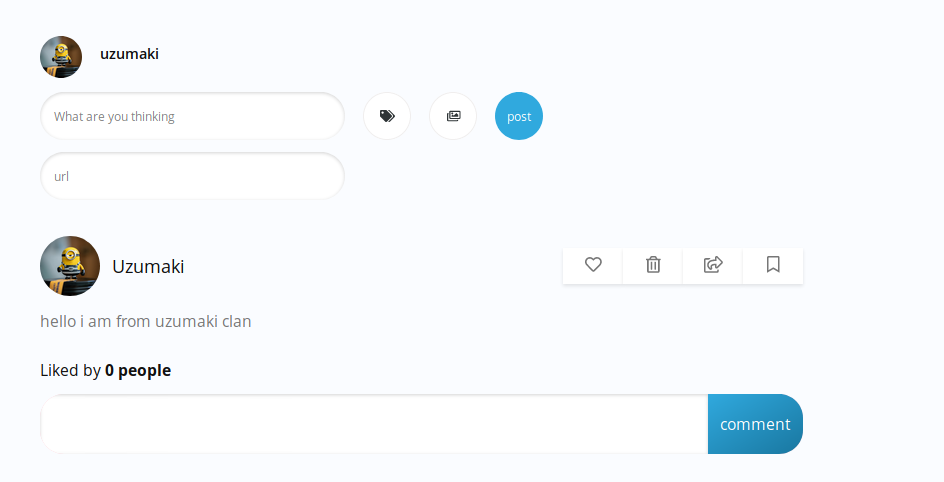 uzumaki
What are you thinking
post
url
Uzumaki
hello i am from uzumaki clan
Liked by 0 people
comment